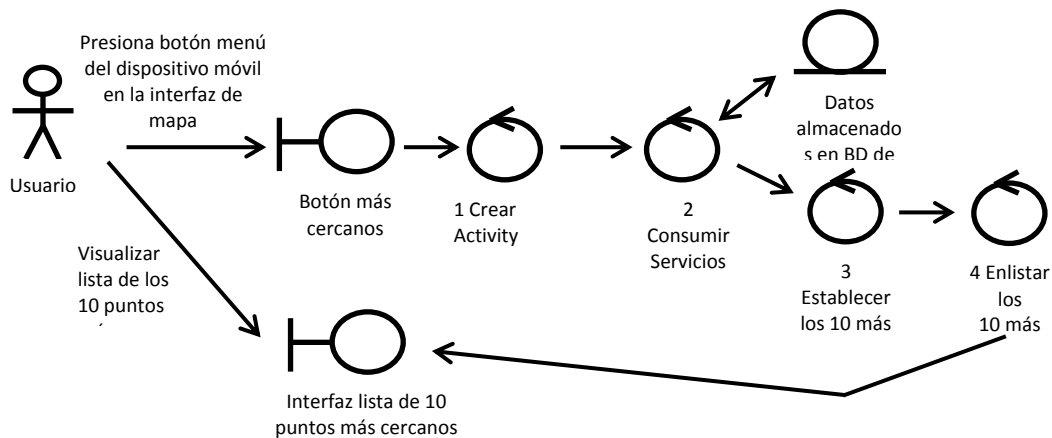 Presiona botón menú
del dispositivo móvil
en la interfaz de
mapa
Usuario
Botón más
cercanos
1 Crear
Activity
2
Consumir
Servicios
Datos
almacenado
s en BD de
3
Establecer
los 10 más
4 Enlistar
los
10 más
Visualizar
lista de los
10 puntos
Interfaz lista de 10
puntos más cercanos